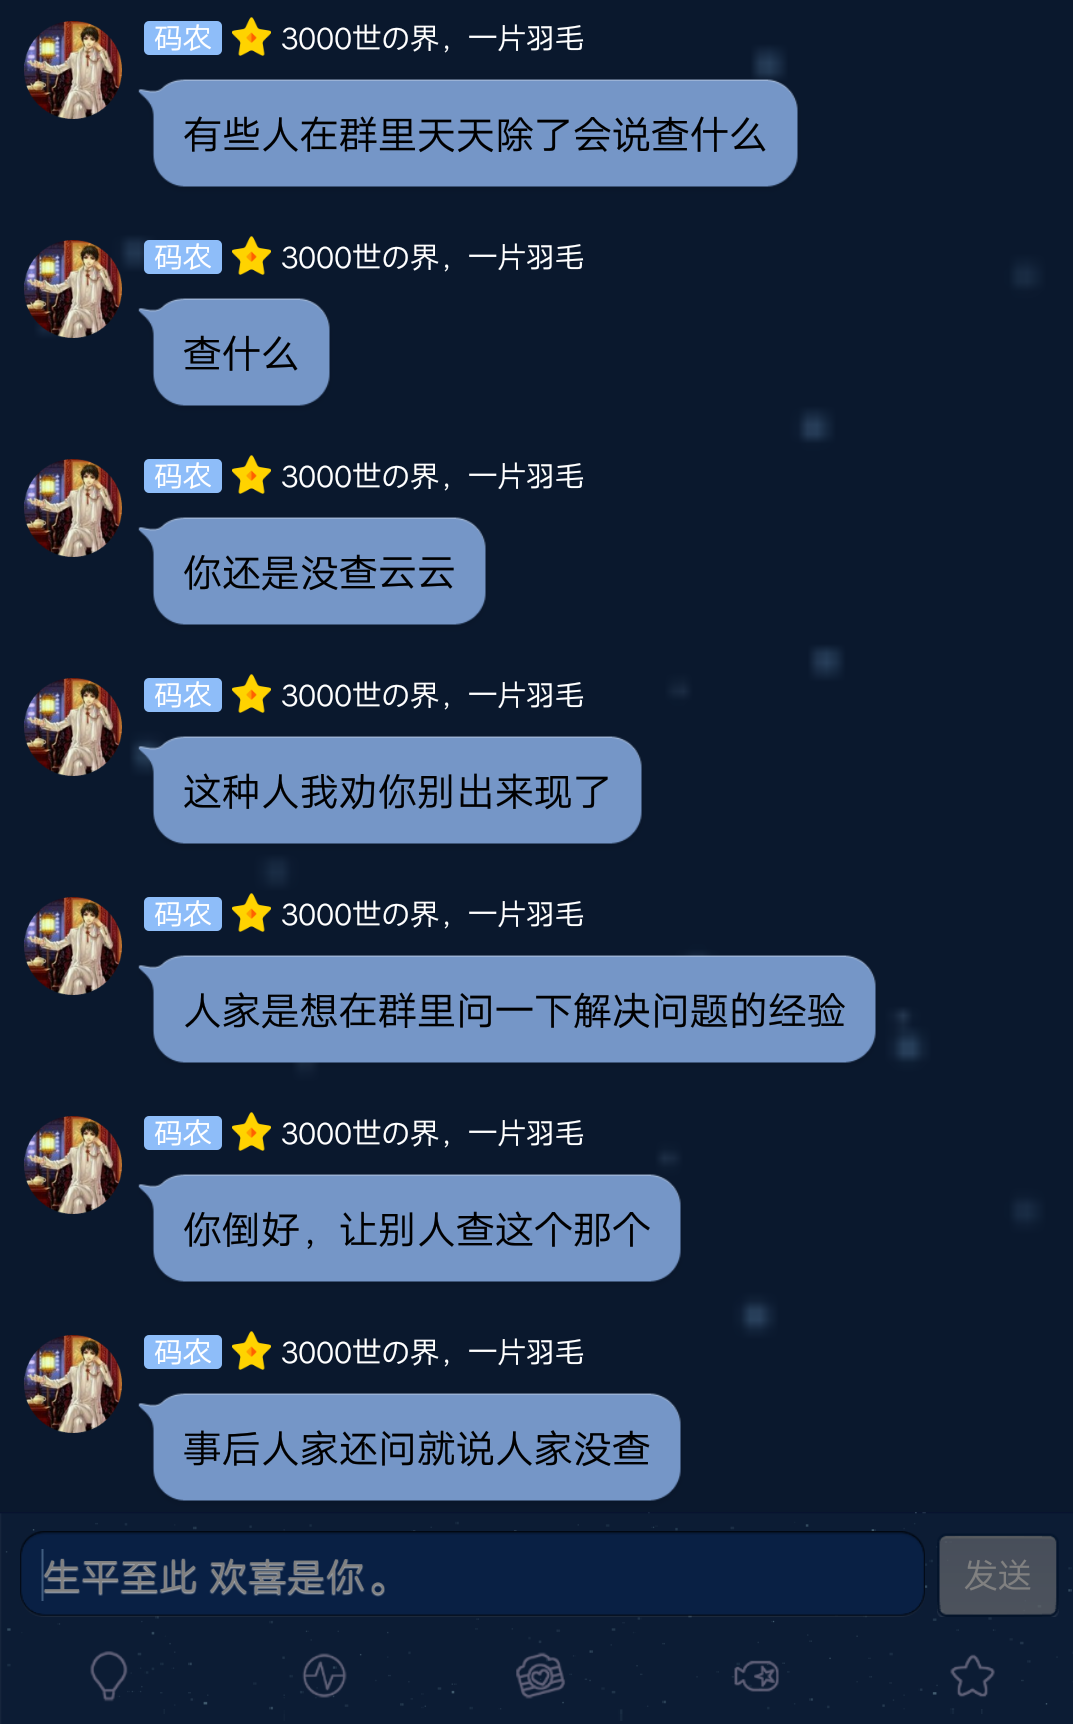 码农 3000世の界，一片羽毛
有些人在群里天天除了会说查什么
码农 3000世の界，一片羽毛
查什么
码农 3000世の界，一片羽毛
你还是没查云云
码农 3000世の界，一片羽毛
这种人我劝你别出来现了
码农 3000世の界，一片羽毛
人家是想在群里问一下解决问题的经验
码农 3000世の界，一片羽毛
你倒好，让别人查这个那个
码农 3000世の界，一片羽毛
事后人家还问就说人家没查
生平至此 欢喜是你。 发送